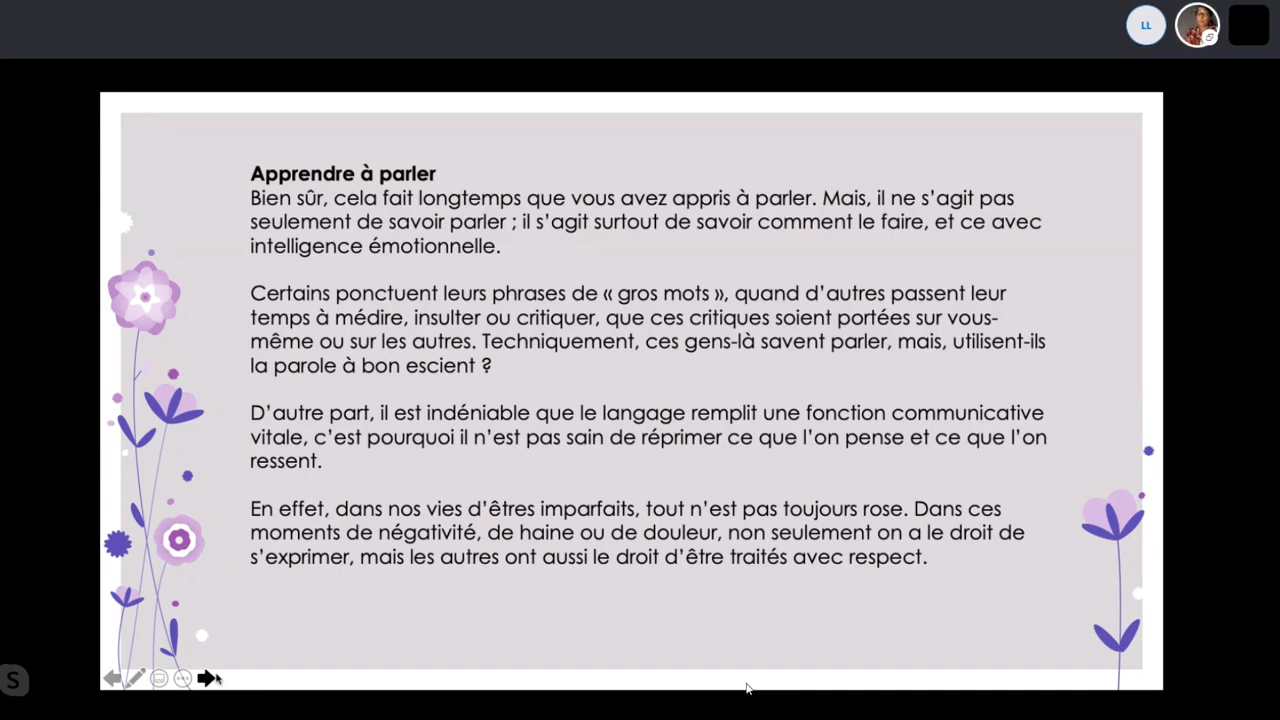 LL
Apprendre à parler
Bien sûr, cela fait longtemps que vous avez appris à parler. Mais, il ne s’agit pas
seulement de savoir parler ; il s’agit surtout de savoir comment le faire, et ce avec
intelligence émotionnelle.
Certains ponctuent leurs phrases de « gros mots », quand d’autres passent leur
temps à médire, insulter ou critiquer, que ces critiques soient portées sur vous-
même ou sur les autres. Techniquement, ces gens-là savent parler, mais, utilisent-ils
la parole à bon escient ?
D’autre part, il est indéniable que le langage remplit une fonction communicative
vitale, c’est pourquoi il n’est pas sain de réprimer ce que l’on pense et ce que l’on
ressent.
En effet, dans nos vies d’êtres imparfaits, tout n’est pas toujours rose. Dans ces
moments de négativité, de haine ou de douleur, non seulement on a le droit de
s’exprimer, mais les autres ont aussi le droit d’être traités avec respect.
S